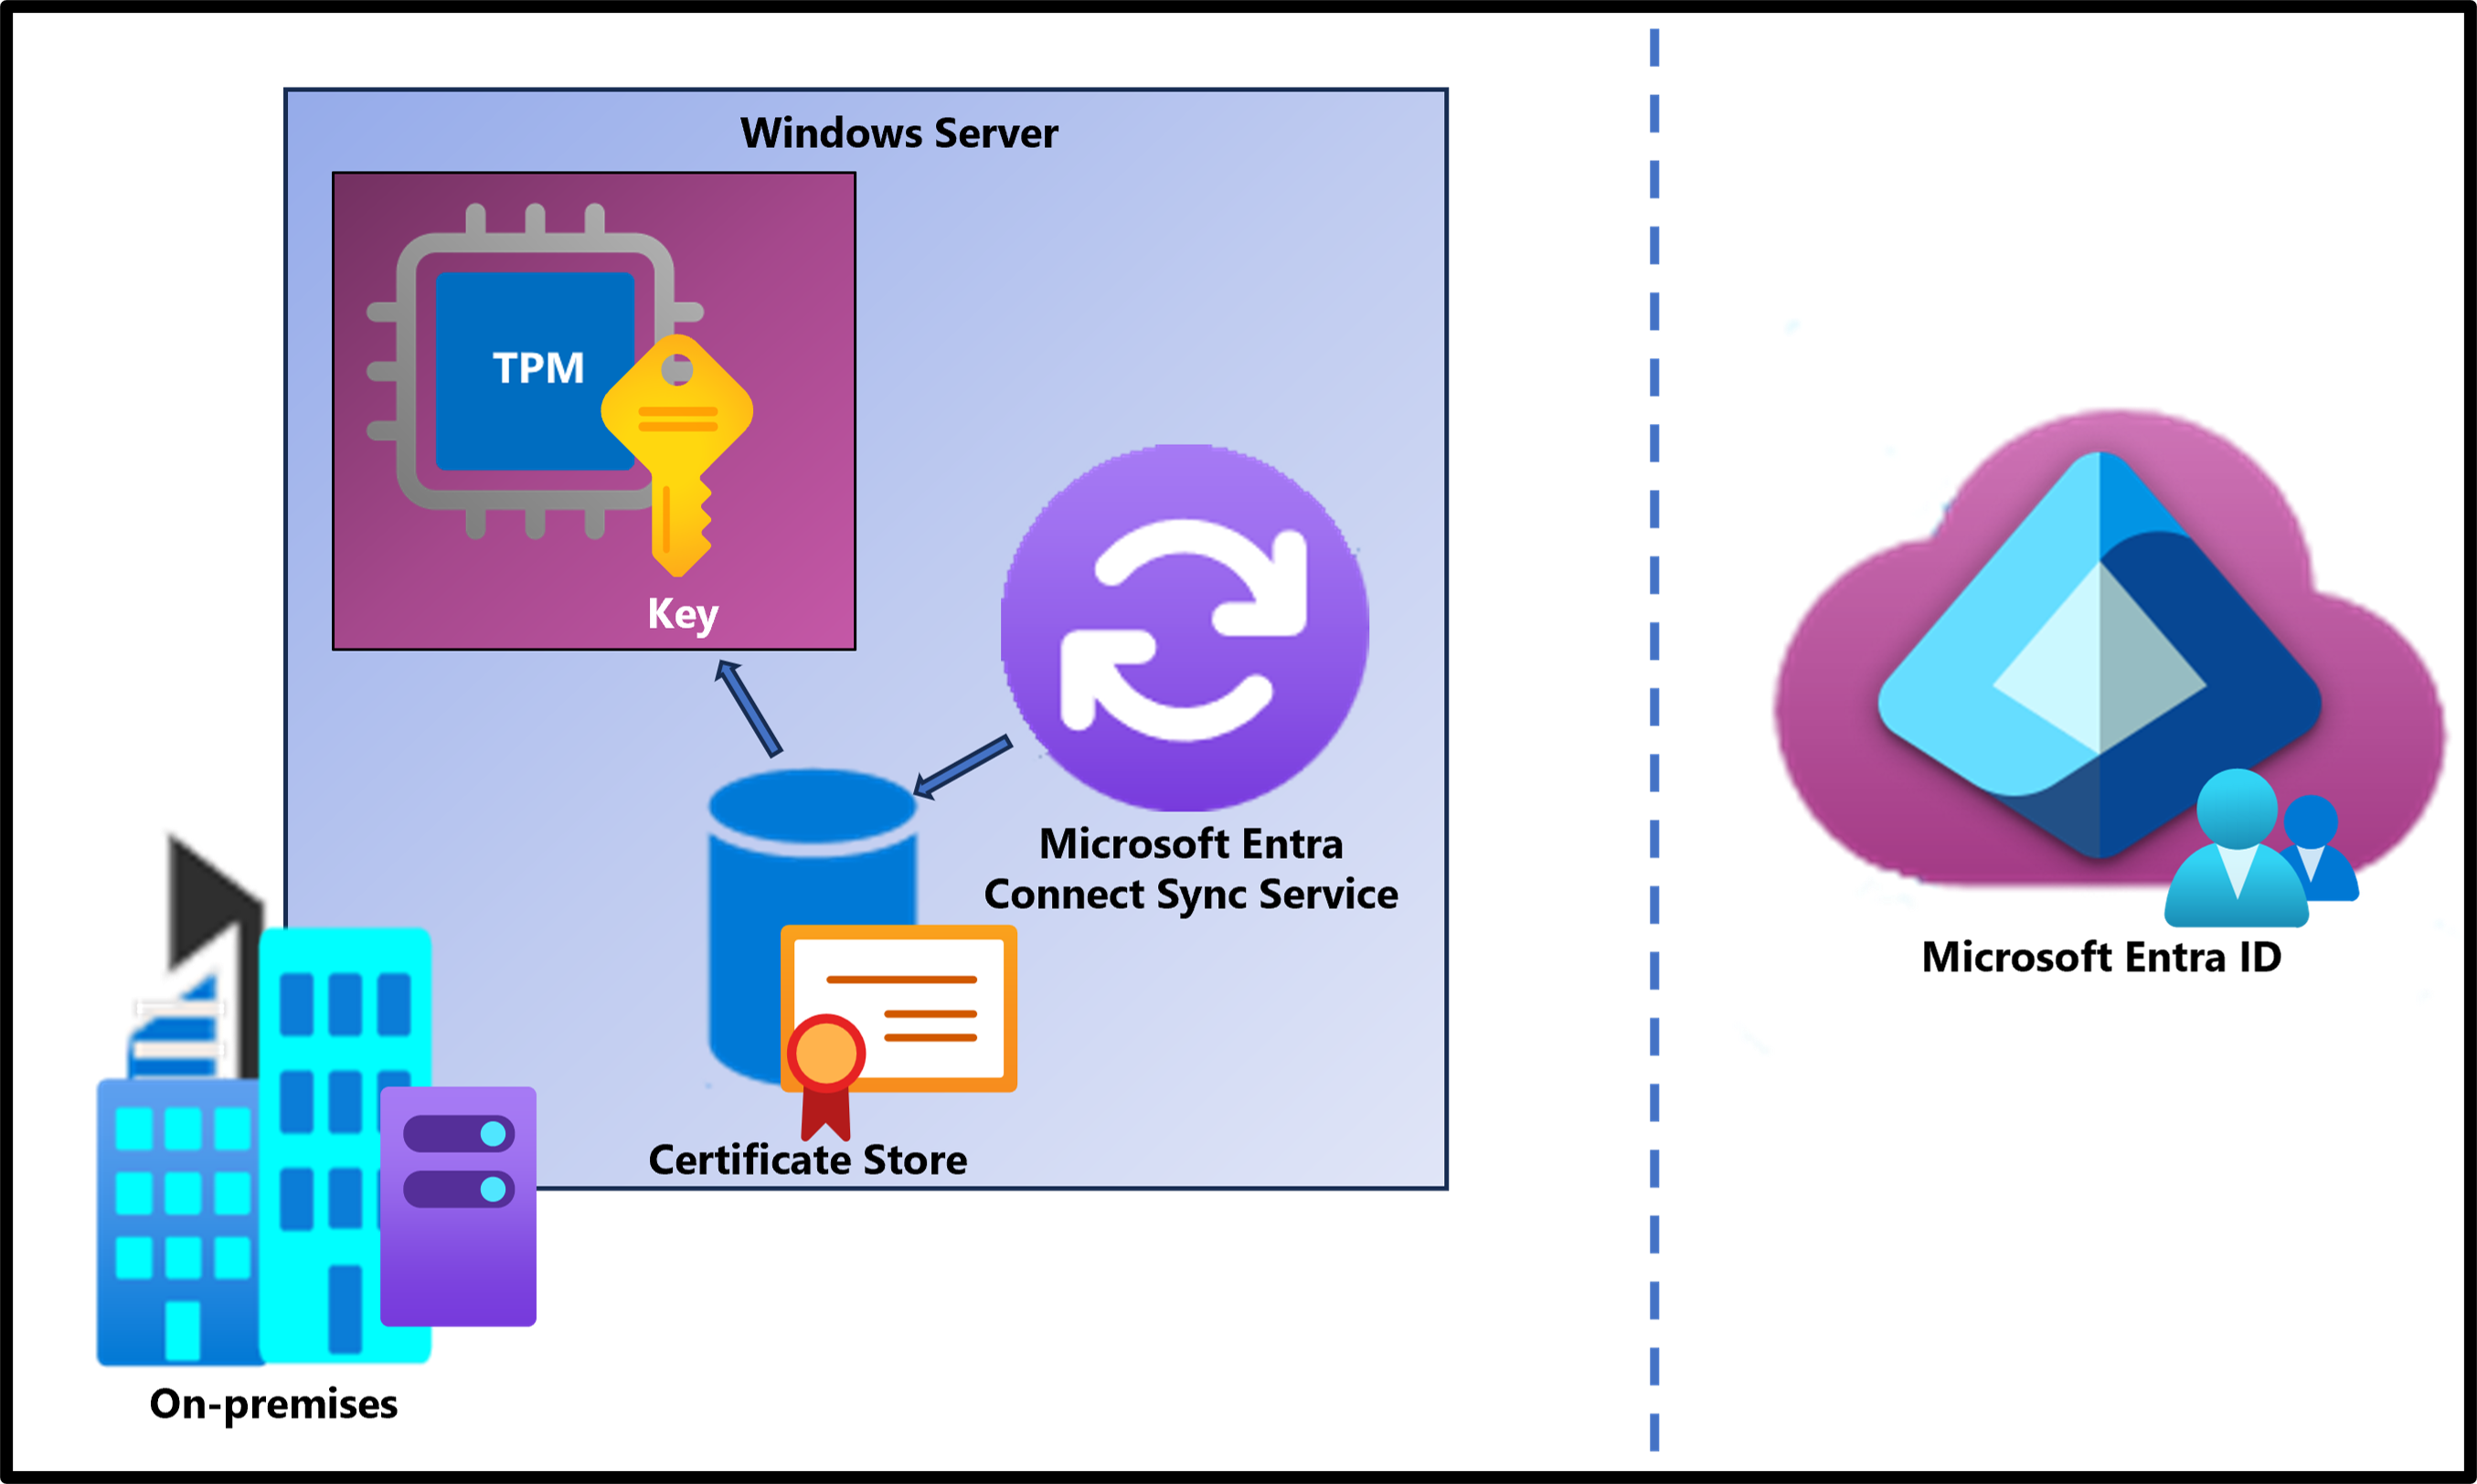 Windows Server
TPM
Key
Microsoft Entra
Connect Sync Service
Certificate Store
On-premises
Microsoft Entra ID